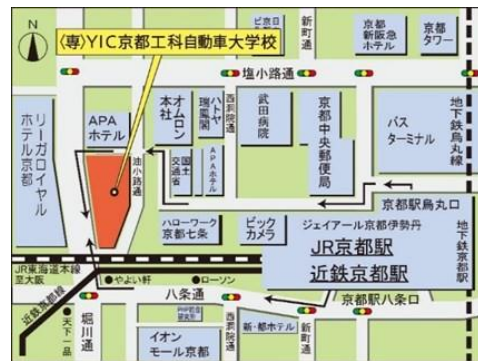 (専)YIC京都工科自動車大学校
N
ビ京
新町通
京都
新阪急
ホテル
京都
タワー
塩小路通
リーガロイヤル
ホテル京都
APA
ホテル
油小路通
オムロン
本社
ハトヤ
瑞鳳閣
西洞院通
武田
病院
京都
中央郵便局
バス
ターミナル
地下鉄烏丸線
国土
交通省
APAホテル
京都駅烏丸口
ハローワーク
京都七条
ビック
カメラ
ジェイアール京都伊勢丹
JR京都駅
近鉄京都駅
地下鉄京都駅
JR東海道本線
至大阪
やよい軒
ローソン
近鉄京都線
八条通
京都駅八条口
天下一品
堀川通
イオン
モール京都
西洞院通
新・都ホテル
新町通